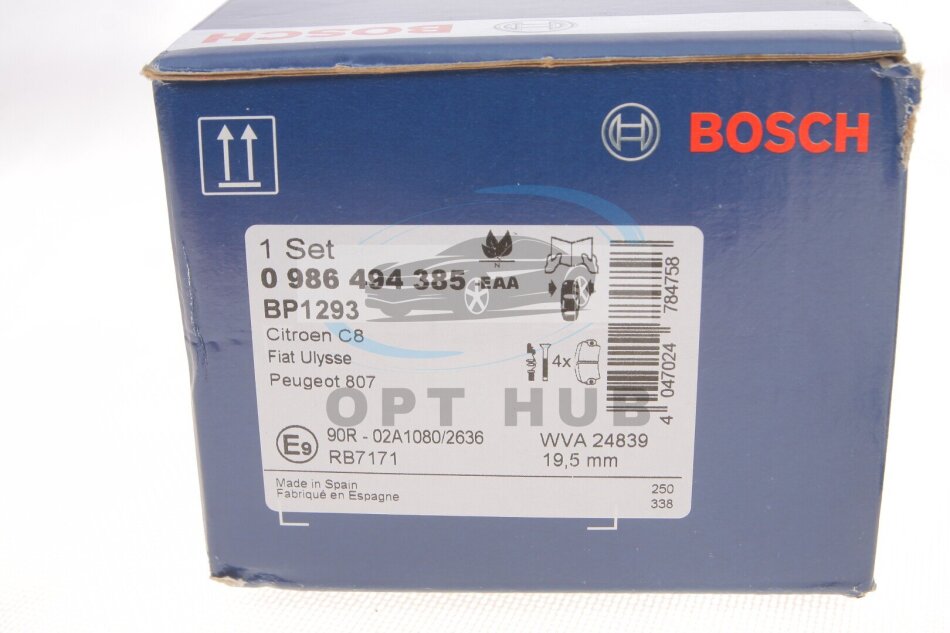 BOSCH
BOSCH
BOSCH
1 Set
0 986 494 385 -EAA
BP1293
Citroen C8
Fiat Ulysse
Peugeot 807
N
4x
4 047024 784758
OPT HUB
E9
90R - 02A1080/2636
RB7171
WVA 24839
19,5 mm
Made in Spain
Fabriqué en Espagne
250
338